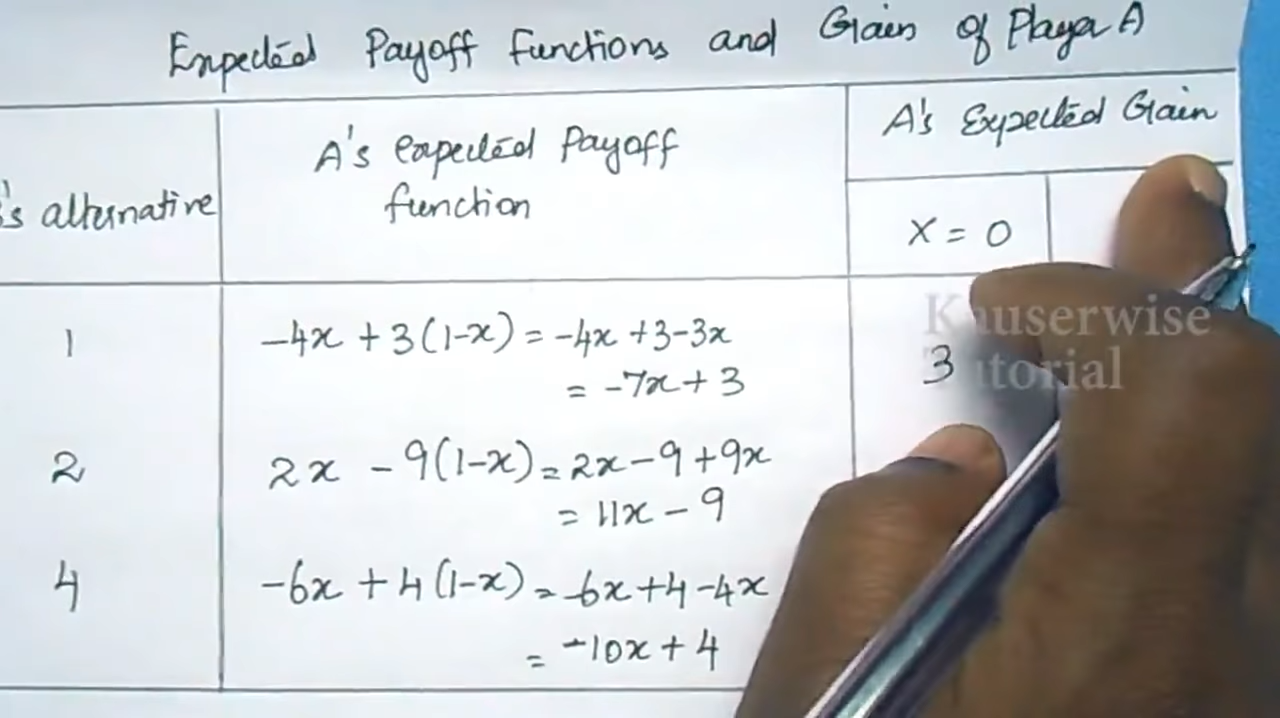 Expected Payoff Functions and Gain of Player A
's alternative
A's expected Payoff
function
A's Expected Gain
X = 0
1
-4x + 3(1-x) = -4x +3-3x
= -7x + 3
3
2
2x - 9(1-x) = 2x-9+9x
= 11x - 9
4
-6x + 4(1-x) = -6x+4-4x
= -10x + 4
Kauserwise
Tutorial